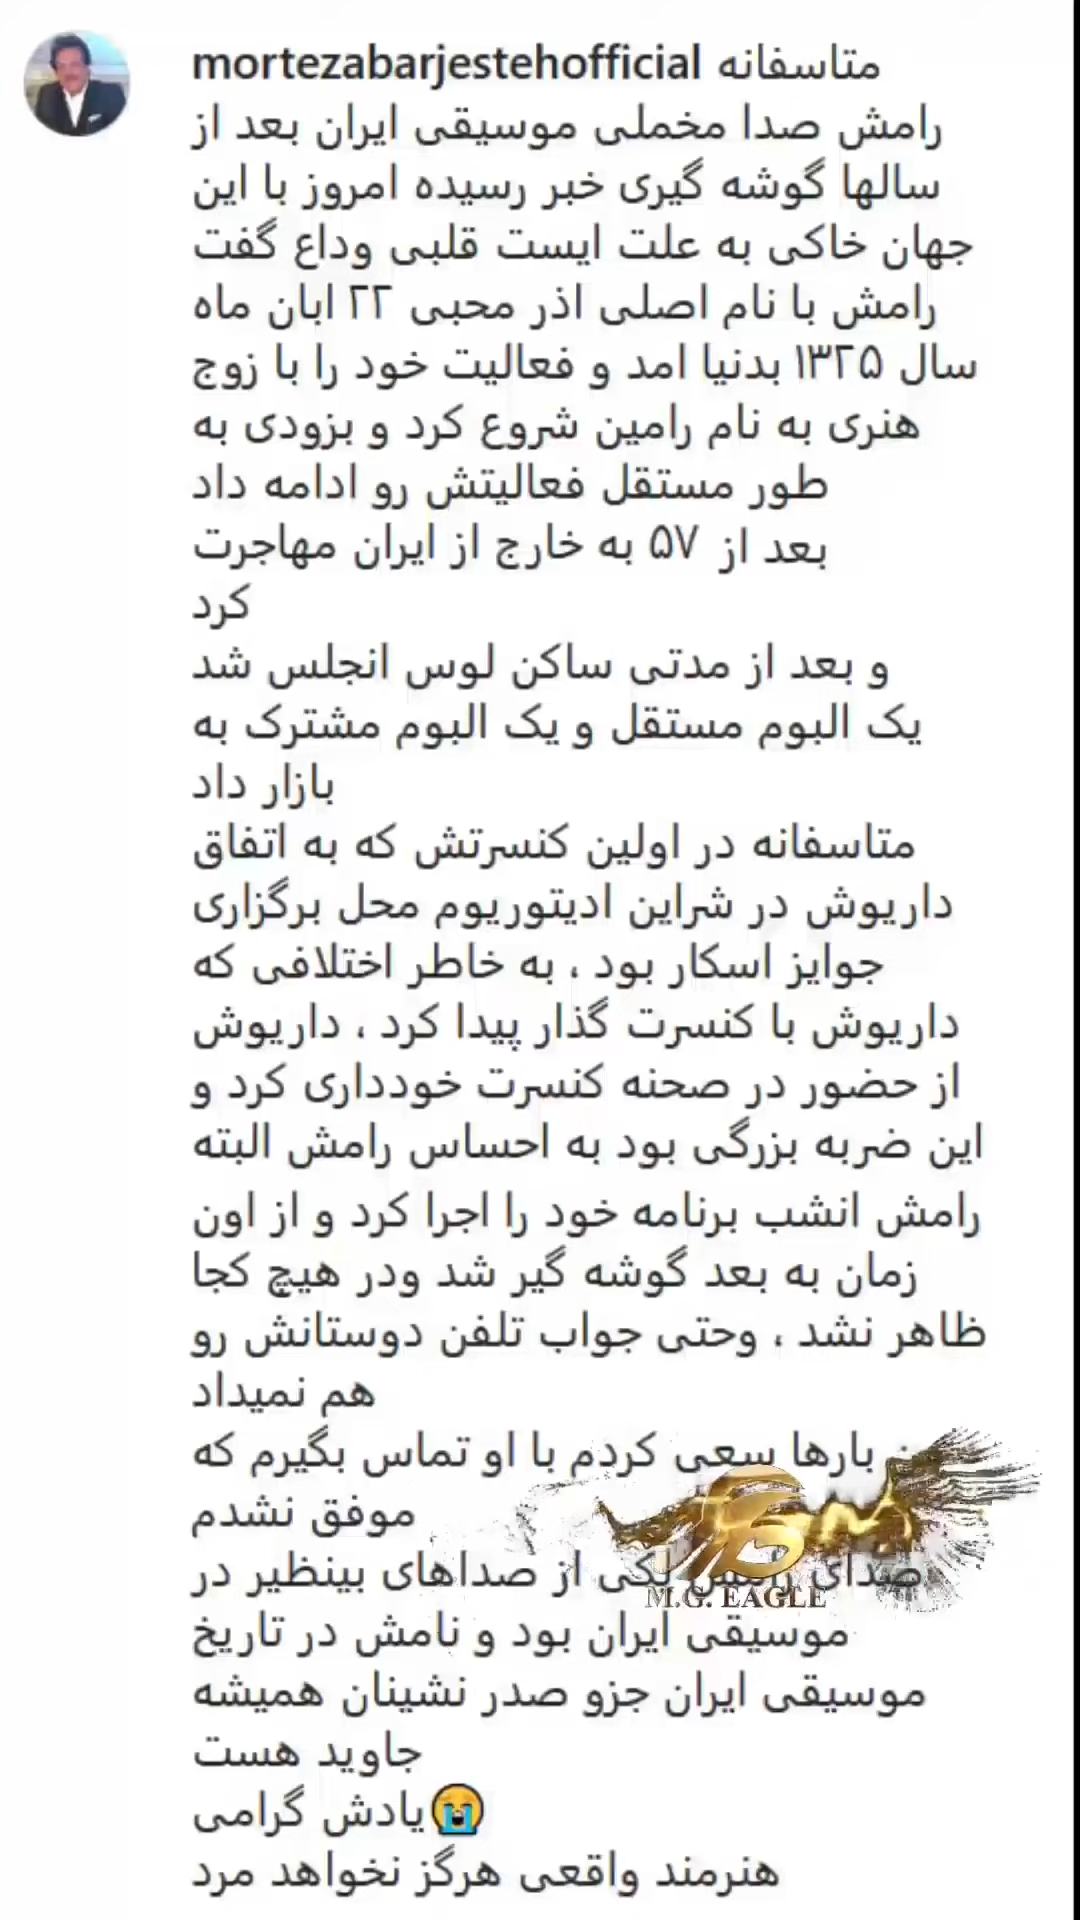 mortezabarjestehofficial متاسفانه
رامش صدا مخملی موسیقی ایران بعد از
سالها گوشه گیری خبر رسیده امروز با این
جهان خاکی به علت ایست قلبی وداع گفت
رامش با نام اصلی اذر محبی ۲۲ ابان ماه
سال ۱۳۲۵ بدنیا امد و فعالیت خود را با زوج
هنری به نام رامین شروع کرد و بزودی به
طور مستقل فعالیتش رو ادامه داد
بعد از ۵۷ به خارج از ایران مهاجرت
کرد
و بعد از مدتی ساکن لوس انجلس شد
یک البوم مستقل و یک البوم مشترک به
بازار داد
متاسفانه در اولین کنسرتش که به اتفاق
داریوش در شراین ادیتوریوم محل برگزاری
جوایز اسکار بود ، به خاطر اختلافی که
داریوش با کنسرت گذار پیدا کرد ، داریوش
از حضور در صحنه کنسرت خودداری کرد و
این ضربه بزرگی بود به احساس رامش البته
رامش انشب برنامه خود را اجرا کرد و از اون
زمان به بعد گوشه گیر شد ودر هیچ کجا
ظاهر نشد ، وحتی جواب تلفن دوستانش رو
هم نمیداد
بارها سعی کردم با او تماس بگیرم که
موفق نشدم
صدای رامش یکی از صداهای بینظیر در
M.G. EAGLE
موسیقی ایران بود و نامش در تاریخ
موسیقی ایران جزو صدر نشینان همیشه
جاوید هست
😭یادش گرامی
هنرمند واقعی هرگز نخواهد مرد